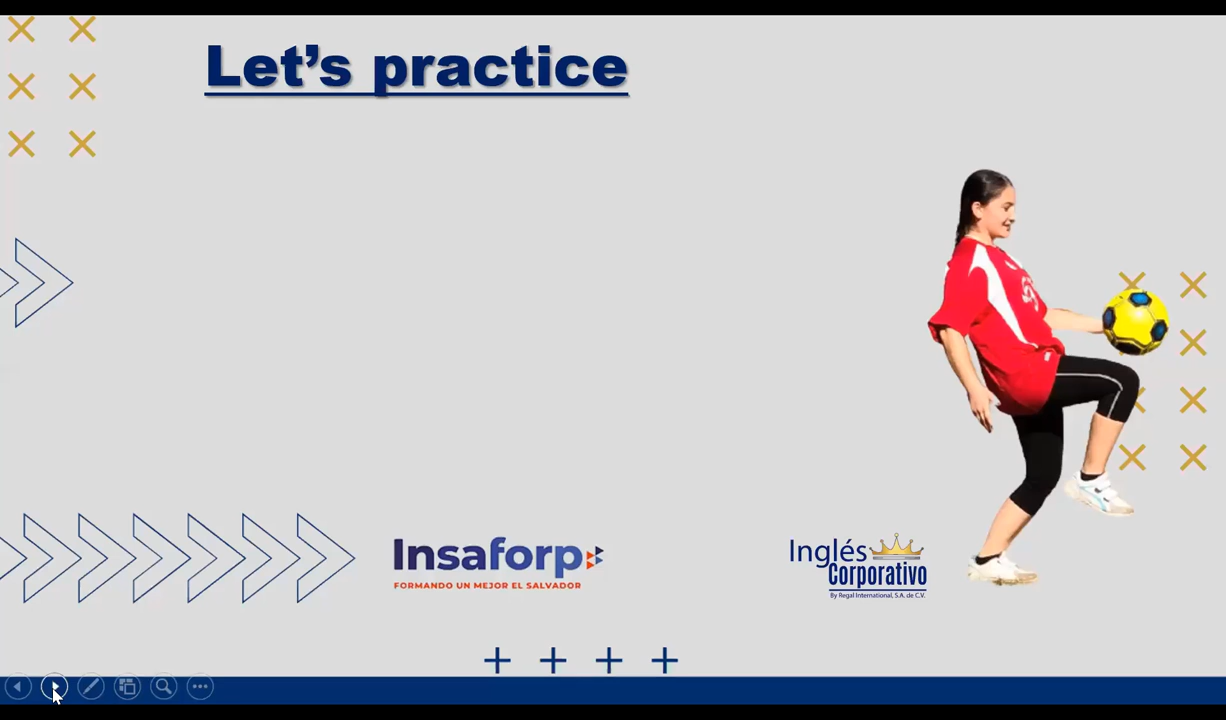 Let's practice
Insaforp
FORMANDO UN MEJOR EL SALVADOR
Inglés
Corporativo
By Regal International, S.A. de C.V.